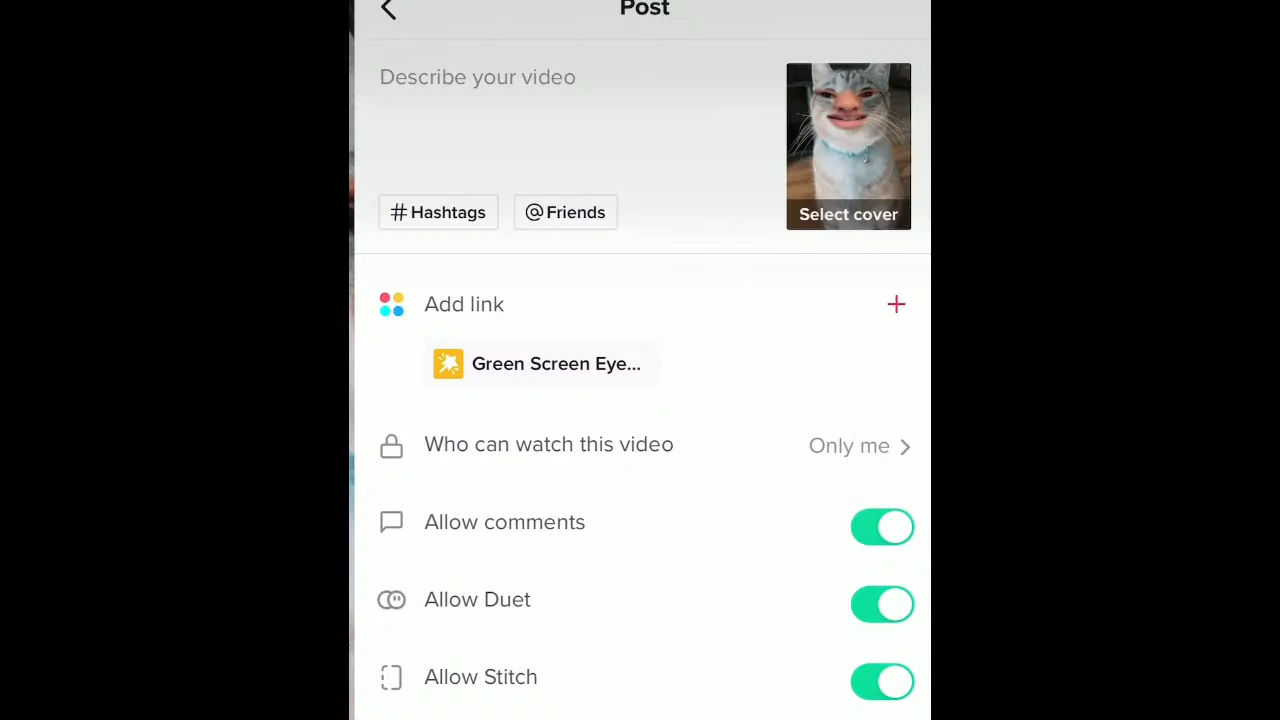 Post
Describe your video
#Hashtags
@Friends
Select cover
Add link
Green Screen Eye...
Who can watch this video
Only me
Allow comments
Allow Duet
Allow Stitch